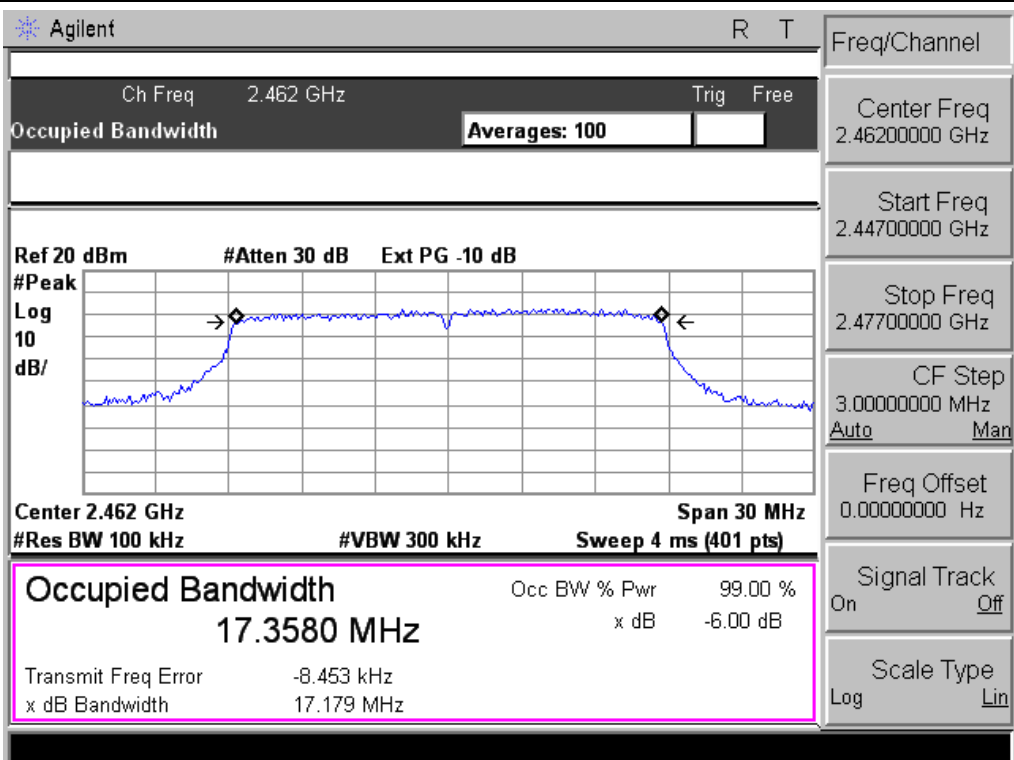 Agilent R T
Ch Freq 2.462 GHz Trig Free
Occupied Bandwidth Averages: 100
Ref 20 dBm #Atten 30 dB Ext PG -10 dB
#Peak
Log
10
dB/
Center 2.462 GHz Span 30 MHz
#Res BW 100 kHz #VBW 300 kHz Sweep 4 ms (401 pts)
Occupied Bandwidth Occ BW % Pwr 99.00 %
17.3580 MHz x dB -6.00 dB
Transmit Freq Error -8.453 kHz
x dB Bandwidth 17.179 MHz
Freq/Channel
Center Freq
2.46200000 GHz
Start Freq
2.44700000 GHz
Stop Freq
2.47700000 GHz
CF Step
3.00000000 MHz
Auto Man
Freq Offset
0.00000000 Hz
Signal Track
On Off
Scale Type
Log Lin